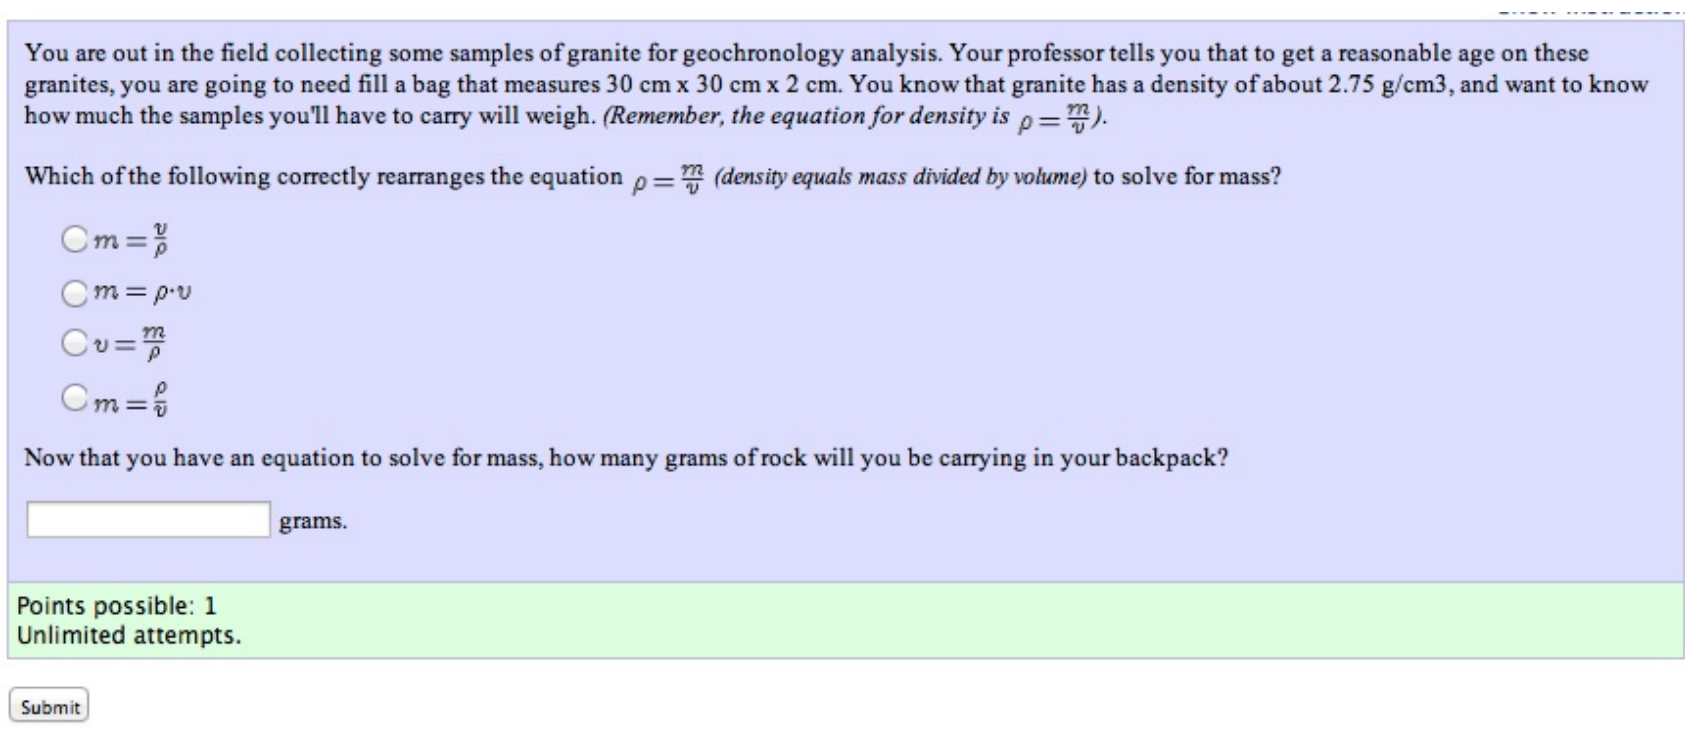 You are out in the field collecting some samples of granite for geochronology analysis. Your professor tells you that to get a reasonable age on these
granites, you are going to need fill a bag that measures 30 cm x 30 cm x 2 cm. You know that granite has a density of about 2.75 g/cm3, and want to know
how much the samples you'll have to carry will weigh. (Remember, the equation for density is ρ = m/v).
Which of the following correctly rearranges the equation ρ = m/v (density equals mass divided by volume) to solve for mass?
m = v/ρ
m = ρ·v
v = m/ρ
m = ρ/v
Now that you have an equation to solve for mass, how many grams of rock will you be carrying in your backpack?
grams.
Points possible: 1
Unlimited attempts.
Submit